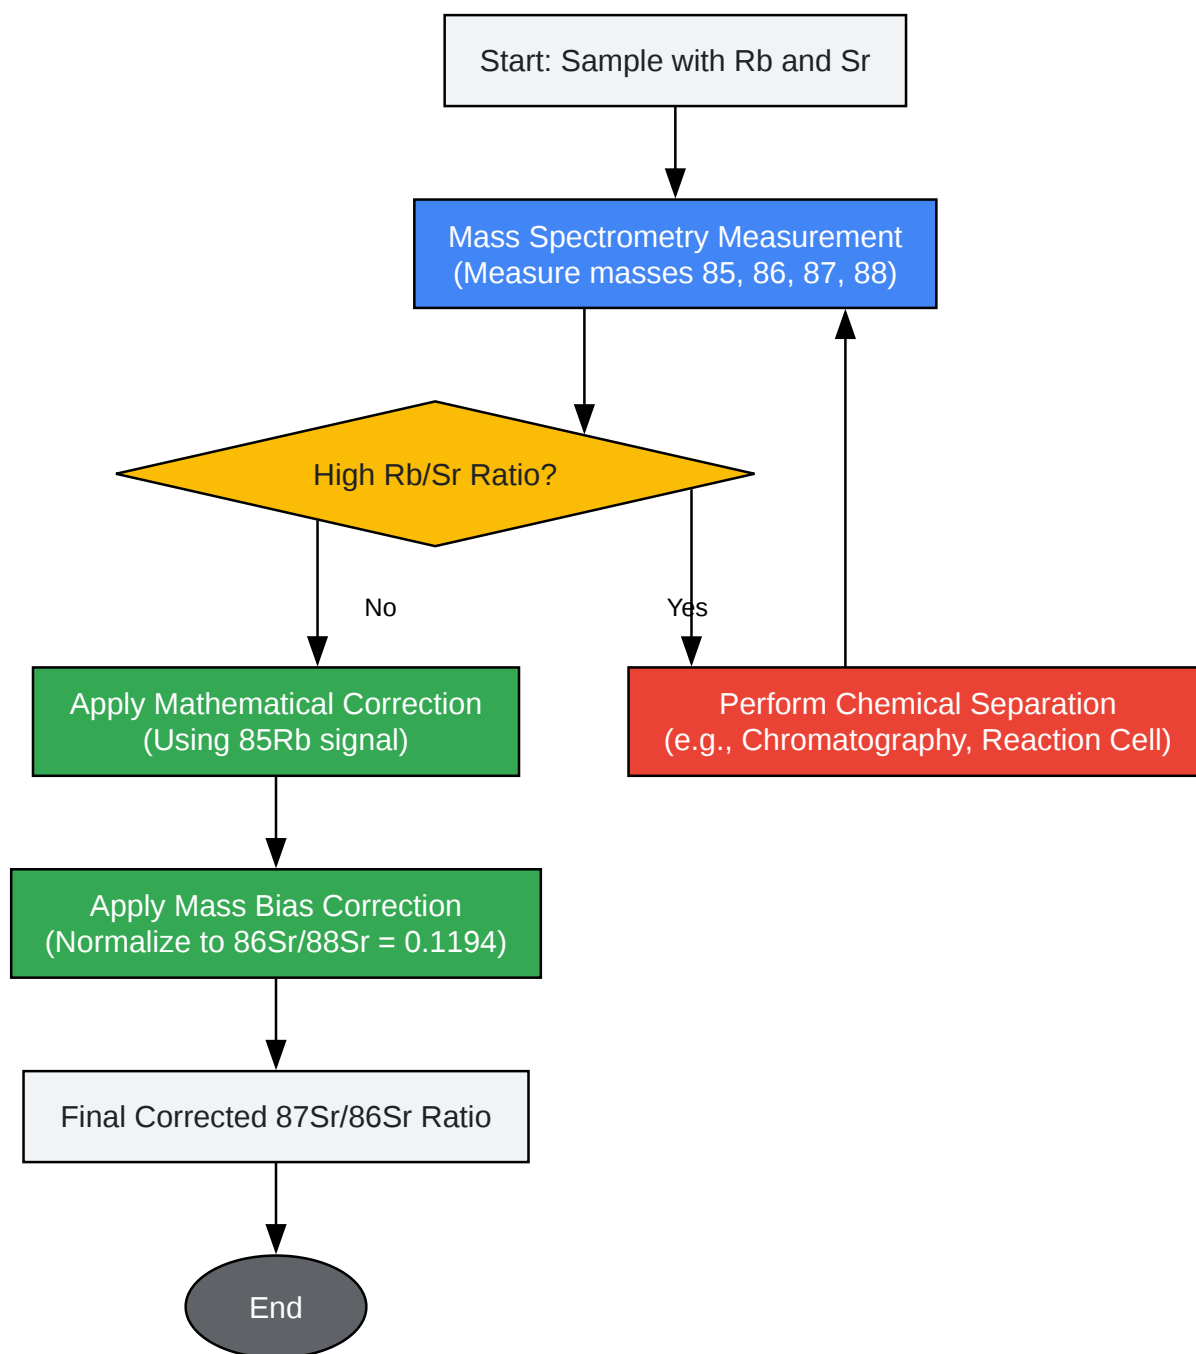 Start: Sample with Rb and Sr
Mass Spectrometry Measurement
(Measure masses 85, 86, 87, 88)
High Rb/Sr Ratio?
No
Yes
Apply Mathematical Correction
(Using 85Rb signal)
Perform Chemical Separation
(e.g., Chromatography, Reaction Cell)
Apply Mass Bias Correction
(Normalize to 86Sr/88Sr = 0.1194)
Final Corrected 87Sr/86Sr Ratio
End